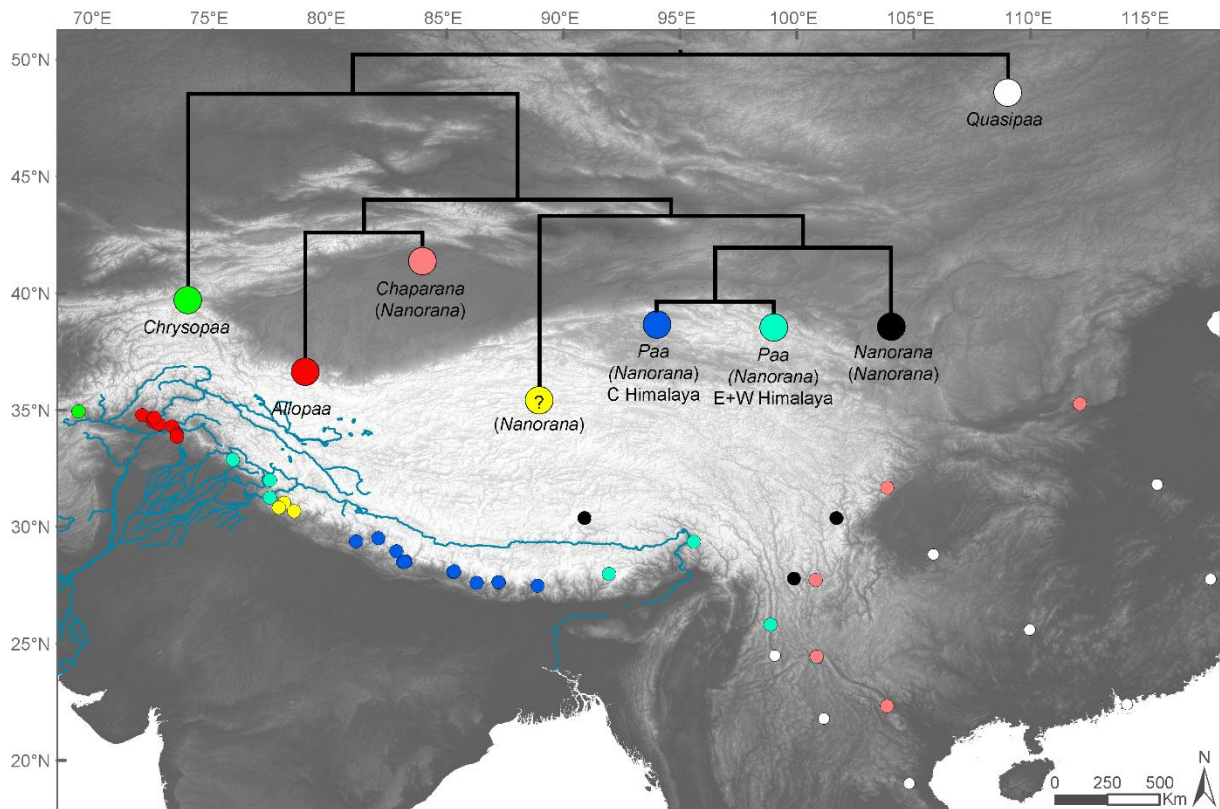 70°E 75°E 80°E 85°E 90°E 95°E 100°E 105°E 110°E 115°E
50°N
Quasipaa
45°N
40°N
Chaparana
(Nanorana)
Chrysopaa
Paa
(Nanorana)
C Himalaya
Paa
(Nanorana)
E+W Himalaya
Nanorana
(Nanorana)
35°N
Allopaa
?
(Nanorana)
30°N
25°N
20°N
N
0 250 500
Km